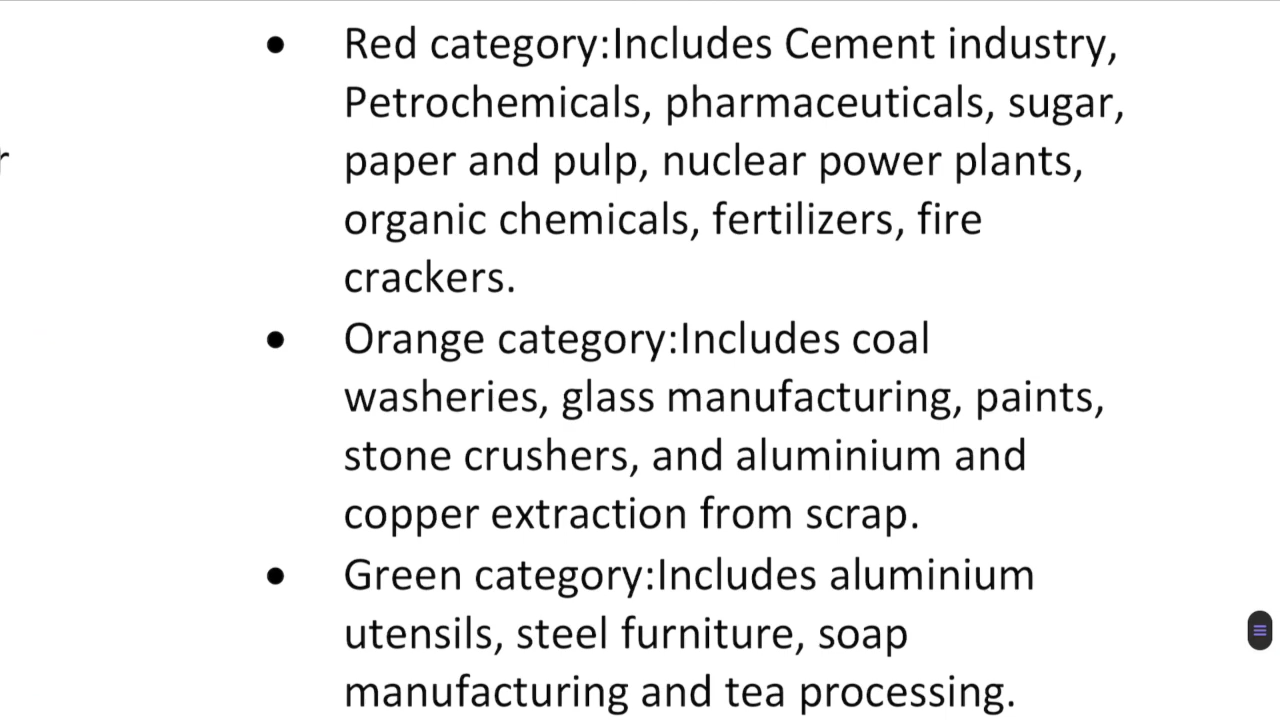 • Red category:Includes Cement industry,
Petrochemicals, pharmaceuticals, sugar,
paper and pulp, nuclear power plants,
organic chemicals, fertilizers, fire
crackers.
• Orange category:Includes coal
washeries, glass manufacturing, paints,
stone crushers, and aluminium and
copper extraction from scrap.
• Green category:Includes aluminium
utensils, steel furniture, soap
manufacturing and tea processing.